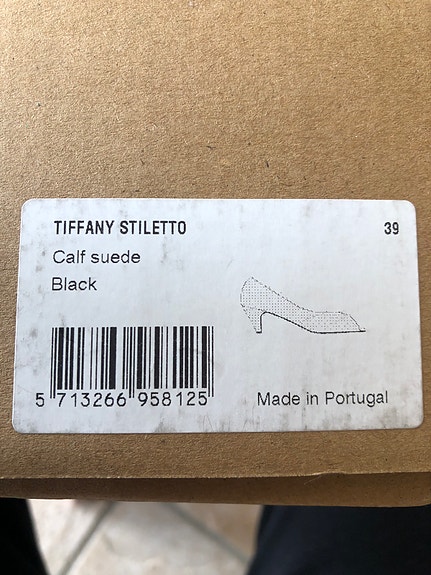 TIFFANY STILETTO 39
Calf suede
Black
5 713266 958125
Made in Portugal